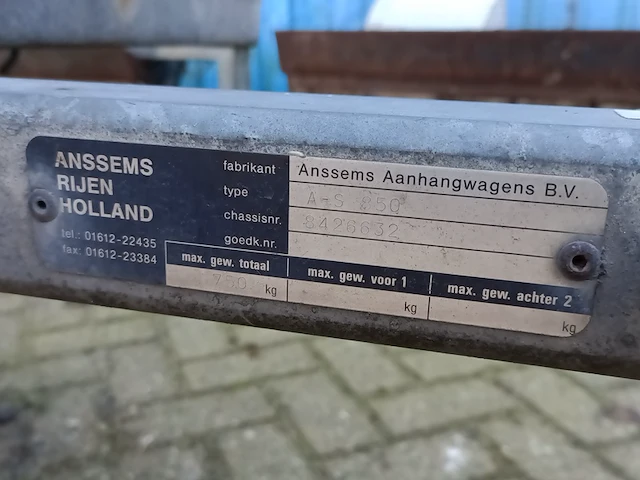 ANSSEMS
RIJEN
HOLLAND
tel.: 01612-22435
fax: 01612-23384
fabrikant Anssems Aanhangwagens B.V.
type A-S
chassisnr. 8426632
goedk.nr.
max. gew. totaal max. gew. voor 1 max. gew. achter 2
750 kg kg kg